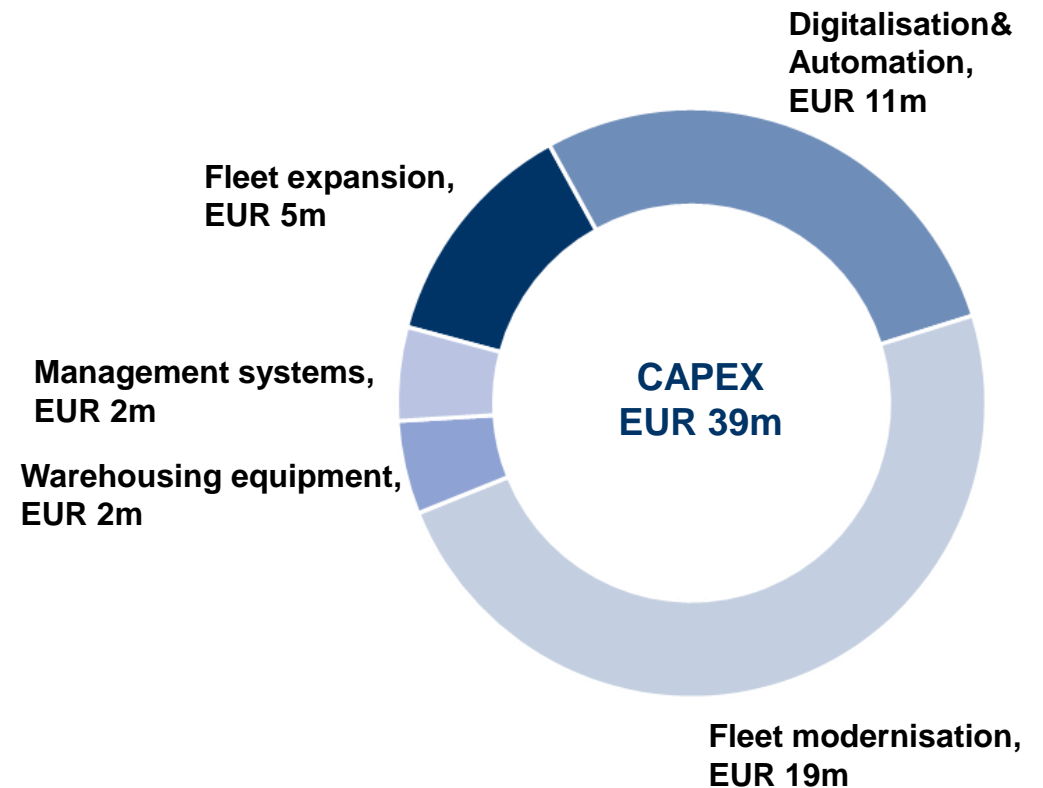 Digitalisation&
Automation,
EUR 11m
Fleet expansion,
EUR 5m
Management systems,
EUR 2m
Warehousing equipment,
EUR 2m
CAPEX
EUR 39m
Fleet modernisation,
EUR 19m